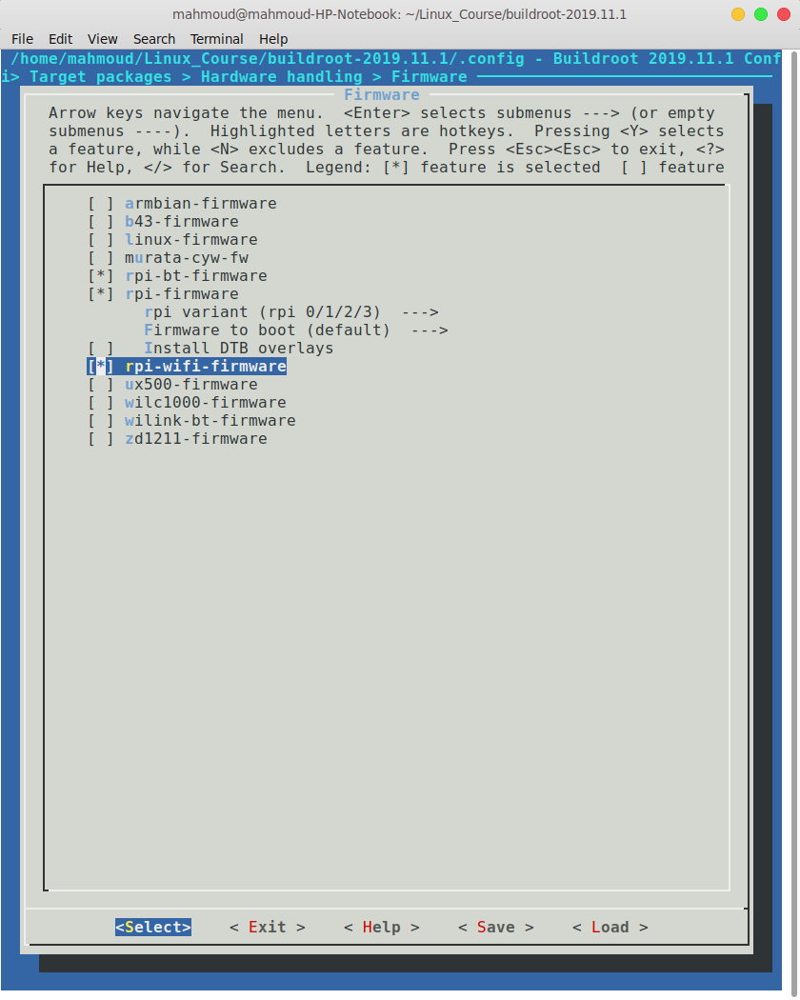 mahmoud@mahmoud-HP-Notebook: ~/Linux_Course/buildroot-2019.11.1
File Edit View Search Terminal Help
/home/mahmoud/Linux_Course/buildroot-2019.11.1/.config - Buildroot 2019.11.1 Conf
i> Target packages > Hardware handling > Firmware
Firmware
Arrow keys navigate the menu.  <Enter> selects submenus ---> (or empty
submenus ----).  Highlighted letters are hotkeys.  Pressing <Y> selects
a feature, while <N> excludes a feature.  Press <Esc><Esc> to exit, <?>
for Help, </> for Search.  Legend: [*] feature is selected  [ ] feature
[ ] armbian-firmware
[ ] b43-firmware
[ ] linux-firmware
[ ] murata-cyw-fw
[*] rpi-bt-firmware
[*] rpi-firmware
rpi variant (rpi 0/1/2/3)  --->
Firmware to boot (default)  --->
[ ]   Install DTB overlays
[*] rpi-wifi-firmware
[ ] ux500-firmware
[ ] wilc1000-firmware
[ ] wilink-bt-firmware
[ ] zd1211-firmware
<Select>    < Exit >    < Help >    < Save >    < Load >